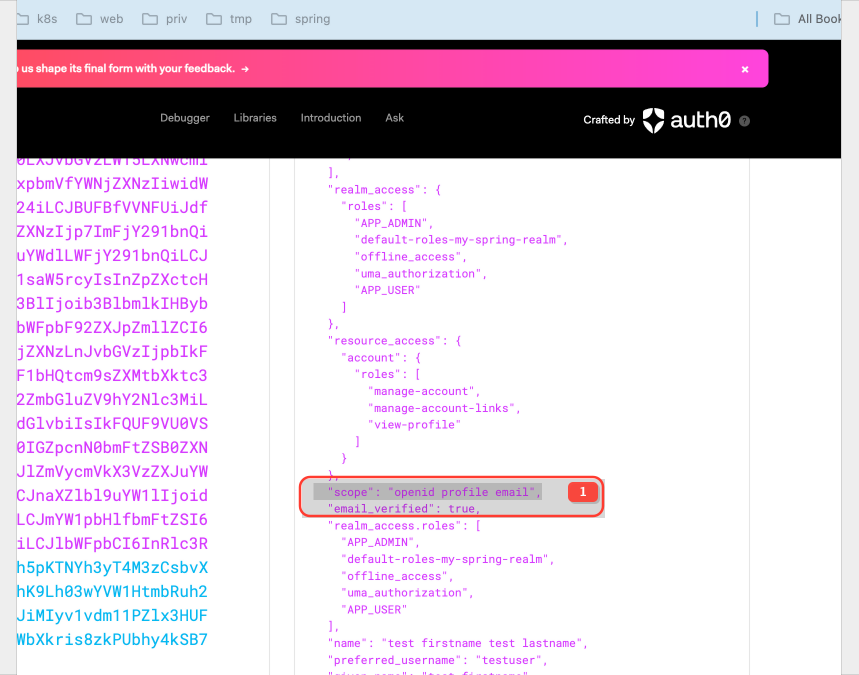 k8s web priv tmp spring All Book
us shape its final form with your feedback. → ×
Debugger Libraries Introduction Ask Crafted by auth0 ?
xpbmVfYWNjZXNzIiwidW
24iLCJBUFBfVVNFUiJdf
ZXNzIjp7ImFjY291bnQi
uYWdlLWFjY291bnQiLCJ
1saW5rcyIsInZpZXctcH
3BlIjoib3BlbmlkIHByb
bWFpbF92ZXJpZmllZCI6
jZXNzLnJvbGVzIjpbIkF
F1bHQtcm9sZXMtbXktc3
2ZmbGluZV9hY2Nlc3MiL
dGlvbiIsIkFQUF9VU0VS
0IGZpcnN0bmFtZSB0ZXN
JlZmVycmVkX3VzZXJuYW
CJnaXZlbl9uYW1lIjoid
LCJmYW1pbHlfbmFtZSI6
iLCJlbWFpbCI6InRlc3R
h5pKTNYh3yT4M3zCsbvX
hK9Lh03wYVW1HtmbRuh2
JiMIyv1vdm11PZlx3HUF
WbXkris8zkPUbhy4kSB7
],
"realm_access": {
"roles": [
"APP_ADMIN",
"default-roles-my-spring-realm",
"offline_access",
"uma_authorization",
"APP_USER"
]
},
"resource_access": {
"account": {
"roles": [
"manage-account",
"manage-account-links",
"view-profile"
]
}
},
"scope": "openid profile email", 1
"email_verified": true,
"realm_access.roles": [
"APP_ADMIN",
"default-roles-my-spring-realm",
"offline_access",
"uma_authorization",
"APP_USER"
],
"name": "test firstname test lastname",
"preferred_username": "testuser",